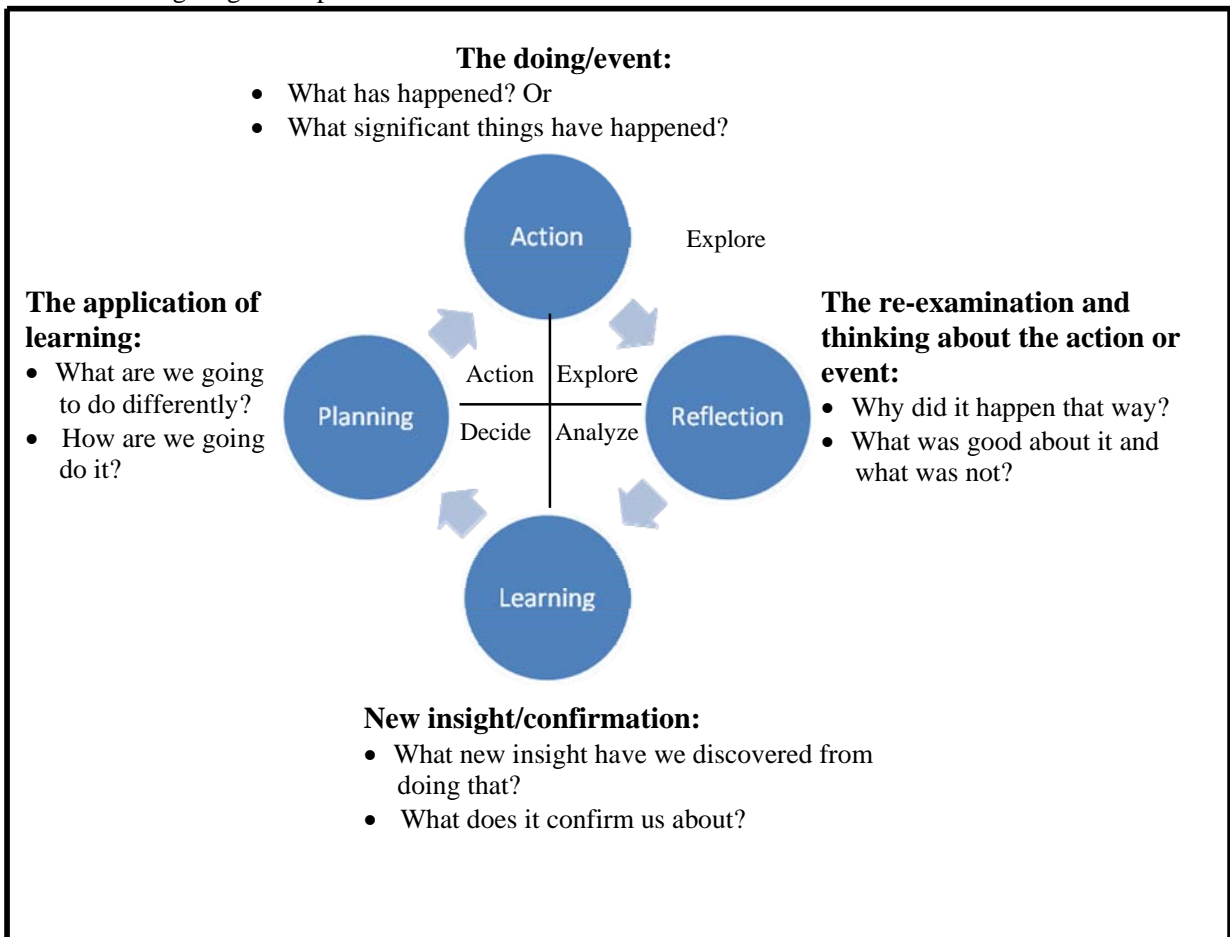 The doing/event:
• What has happened? Or
• What significant things have happened?
Action
Explore
The application of
learning:
• What are we going
to do differently?
• How are we going
do it?
The re-examination and
thinking about the action or
event:
• Why did it happen that way?
• What was good about it and
what was not?
Planning
Action Explore
Decide Analyze
Reflection
Learning
New insight/confirmation:
• What new insight have we discovered from
doing that?
• What does it confirm us about?